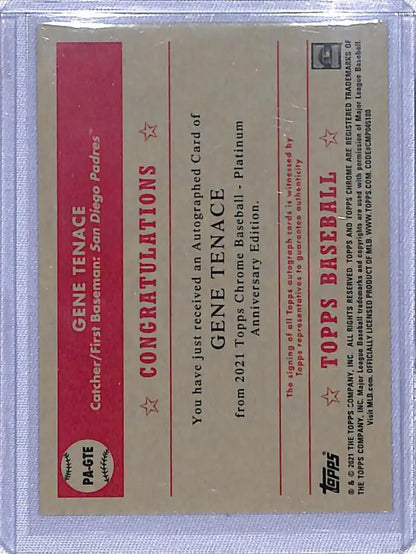 PA-GTE
GENE TENACE
Catcher/First Baseman: San Diego Padres™
☆ CONGRATULATIONS ☆
You have just received an Autographed Card of
GENE TENACE
from 2021 Topps Chrome Baseball - Platinum
Anniversary Edition.
The signing of all Topps autograph cards is witnessed by
Topps representatives to guarantee authenticity
☆ TOPPS BASEBALL ☆
topps
® & © 2021 THE TOPPS COMPANY, INC. ALL RIGHTS RESERVED. TOPPS AND TOPPS CHROME ARE REGISTERED TRADEMARKS OF
THE TOPPS COMPANY, INC. Major League Baseball trademarks and copyrights are used with permission of Major League Baseball.
Visit MLB.com. OFFICIALLY LICENSED PRODUCT OF MLB. WWW.TOPPS.COM. CODE#CMP045100